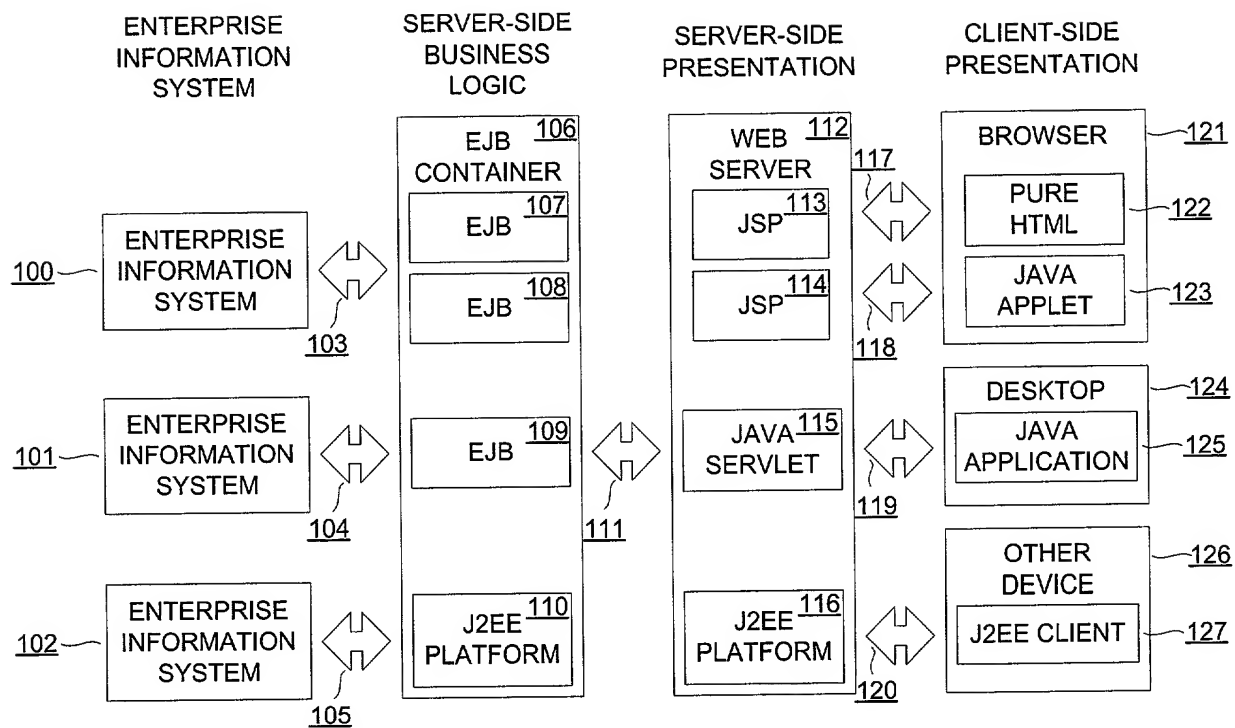 ENTERPRISE
INFORMATION
SYSTEM
SERVER-SIDE
BUSINESS
LOGIC
SERVER-SIDE
PRESENTATION
CLIENT-SIDE
PRESENTATION
100
ENTERPRISE
INFORMATION
SYSTEM
103
101
ENTERPRISE
INFORMATION
SYSTEM
104
102
ENTERPRISE
INFORMATION
SYSTEM
105
106
EJB
CONTAINER
107
EJB
108
EJB
109
EJB
110
J2EE
PLATFORM
111
112
WEB
SERVER
113
JSP
114
JSP
115
JAVA
SERVLET
116
J2EE
PLATFORM
117
118
119
120
BROWSER
121
PURE
HTML
122
JAVA
APPLET
123
DESKTOP
124
JAVA
APPLICATION
125
OTHER
DEVICE
126
J2EE CLIENT
127